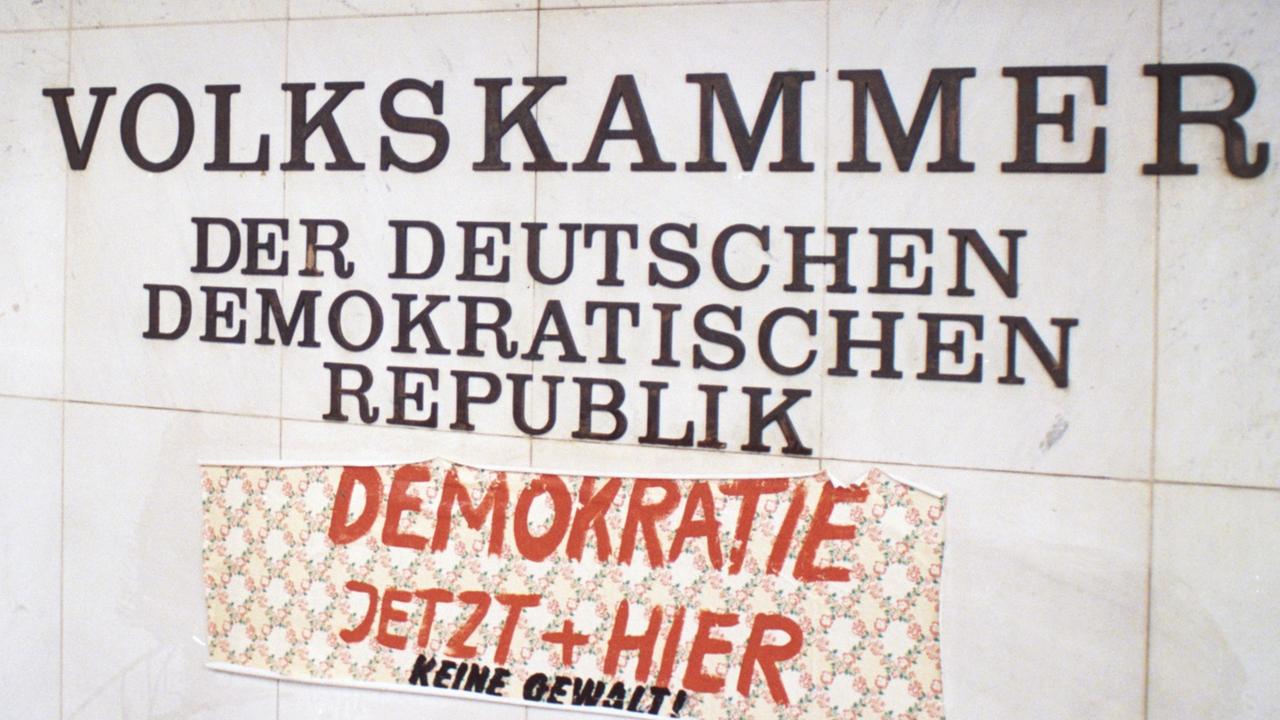 VOLKSKAMMER
DER DEUTSCHEN
DEMOKRATISCHEN
REPUBLIK
DEMOKRATIE
JETZT + HIER
KEINE GEWALT!